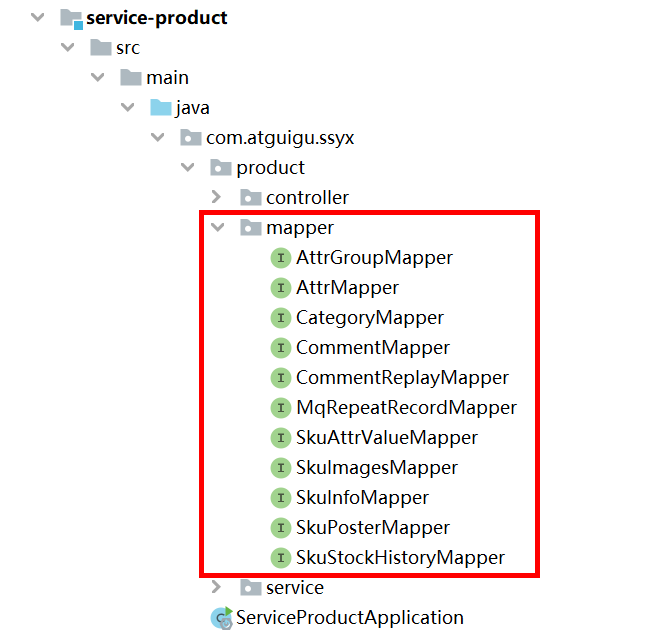 service-product
src
main
java
com.atguigu.ssyx
product
controller
mapper
AttrGroupMapper
AttrMapper
CategoryMapper
CommentMapper
CommentReplayMapper
MqRepeatRecordMapper
SkuAttrValueMapper
SkuImagesMapper
SkuInfoMapper
SkuPosterMapper
SkuStockHistoryMapper
service
ServiceProductApplication